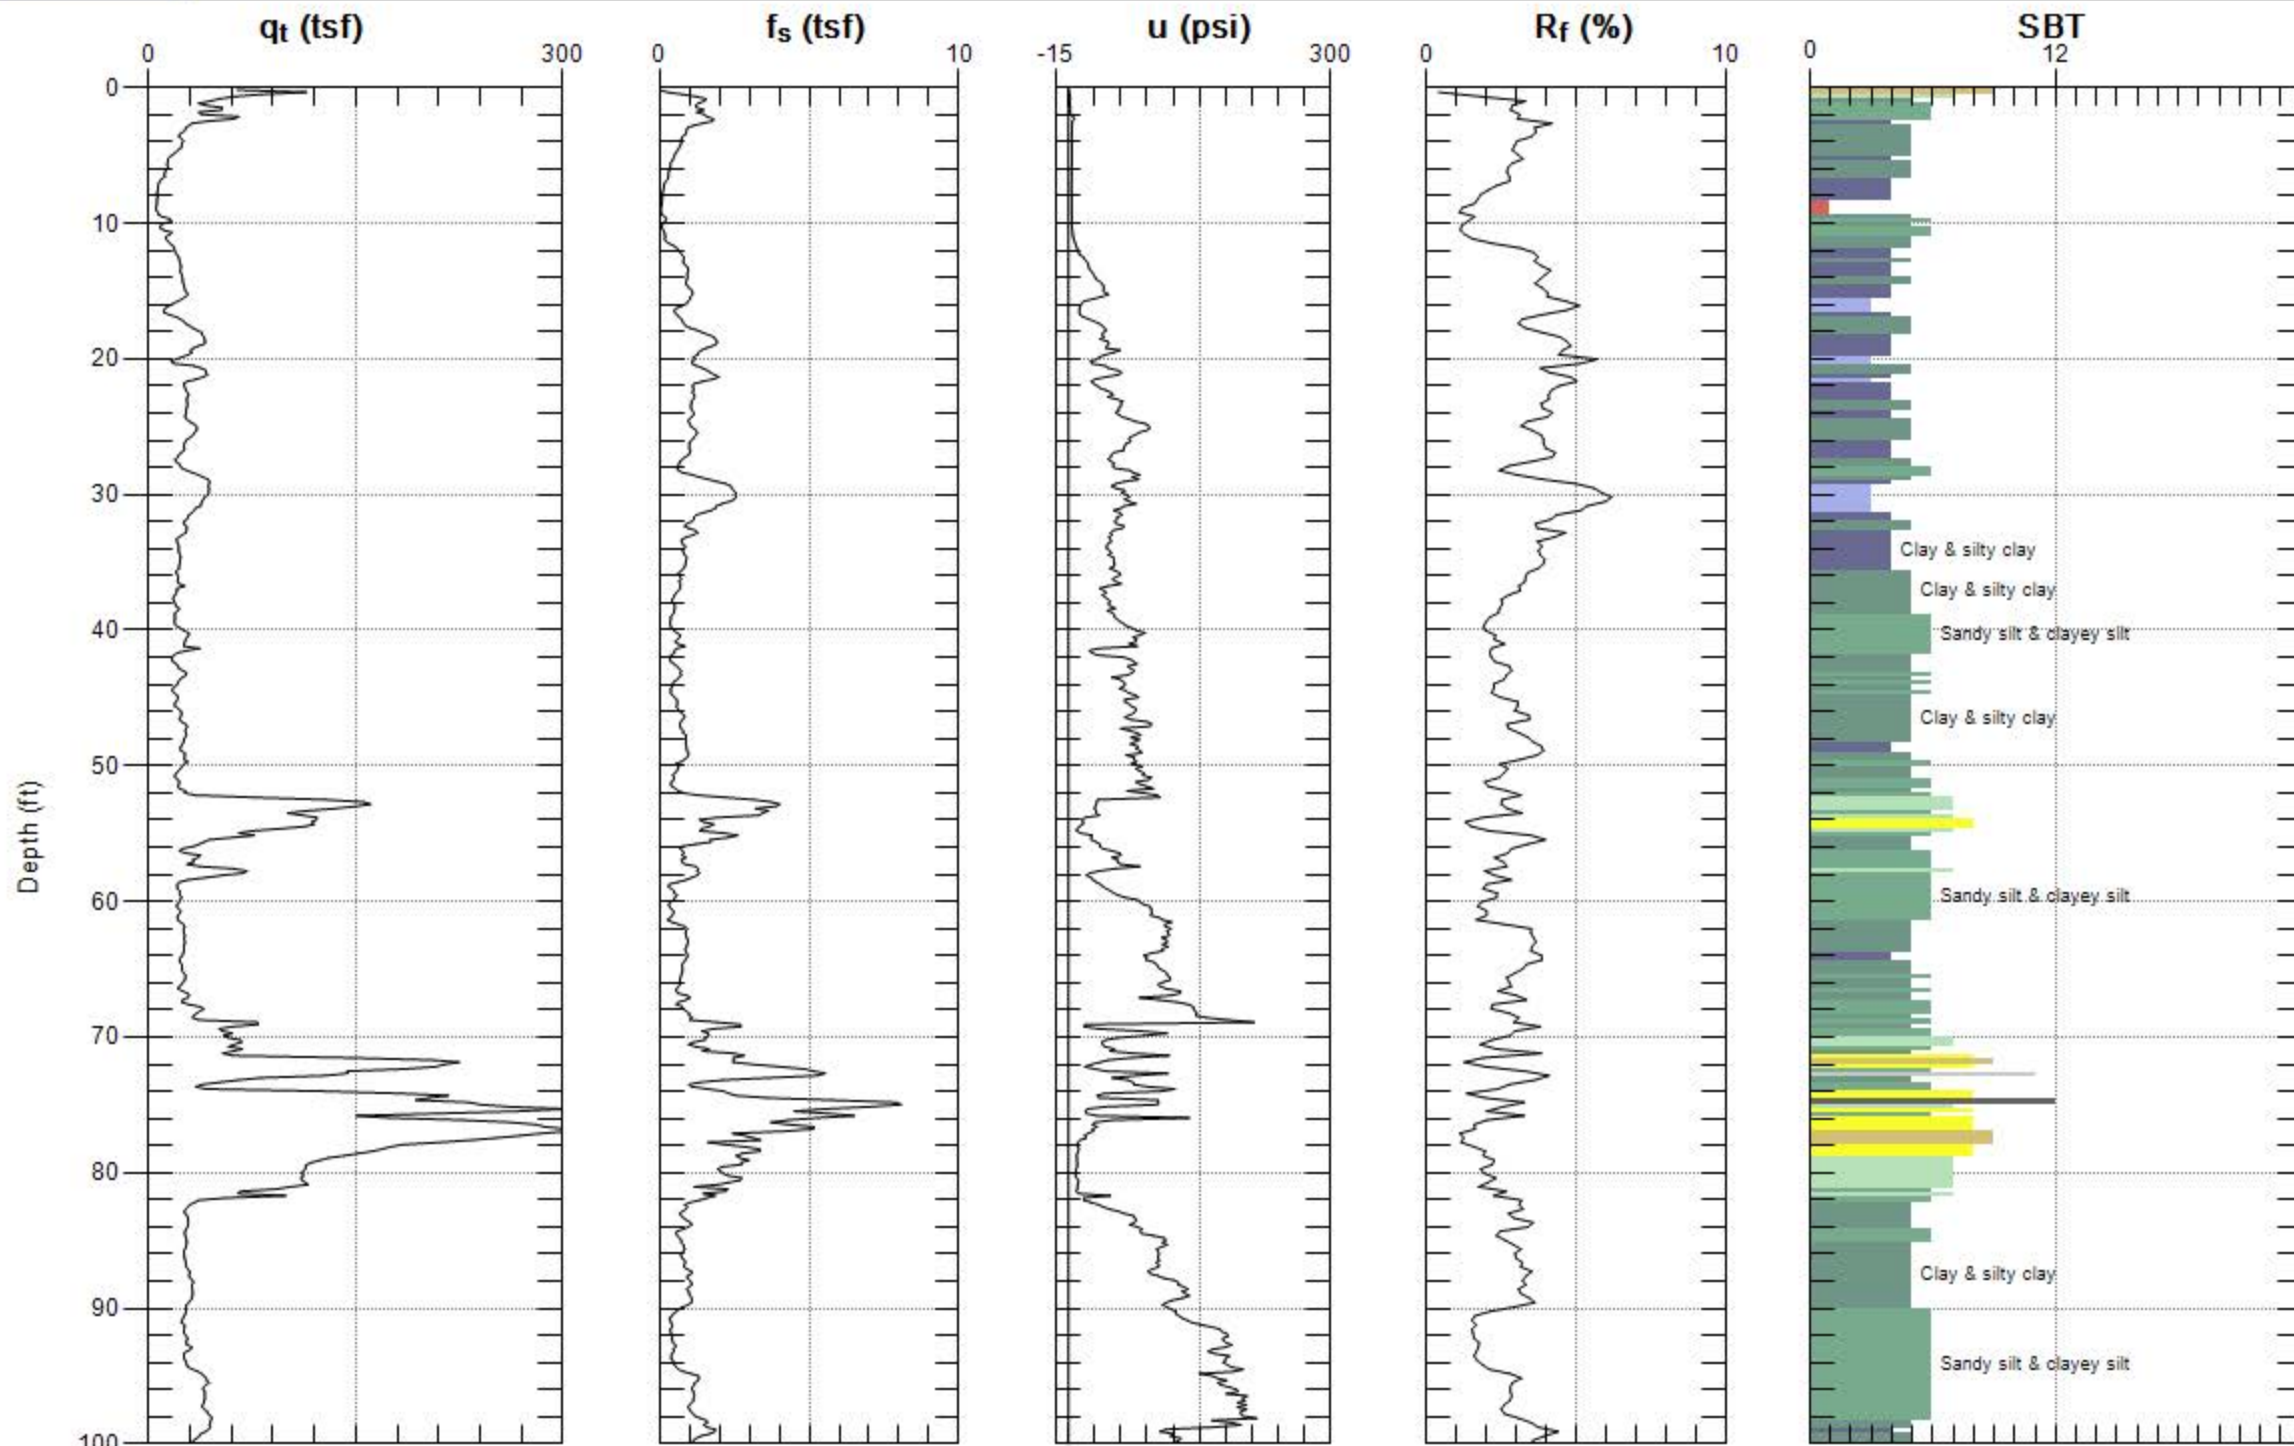 qt (tsf)
fs (tsf)
u (psi)
Rf (%)
SBT
0
300
0
10
-15
300
0
10
0
12
0
10
20
30
Clay & silty clay
Clay & silty clay
40
Sandy silt & clayey silt
Clay & silty clay
50
Depth (ft)
60
Sandy silt & clayey silt
70
80
Clay & silty clay
90
Sandy silt & clayey silt
100